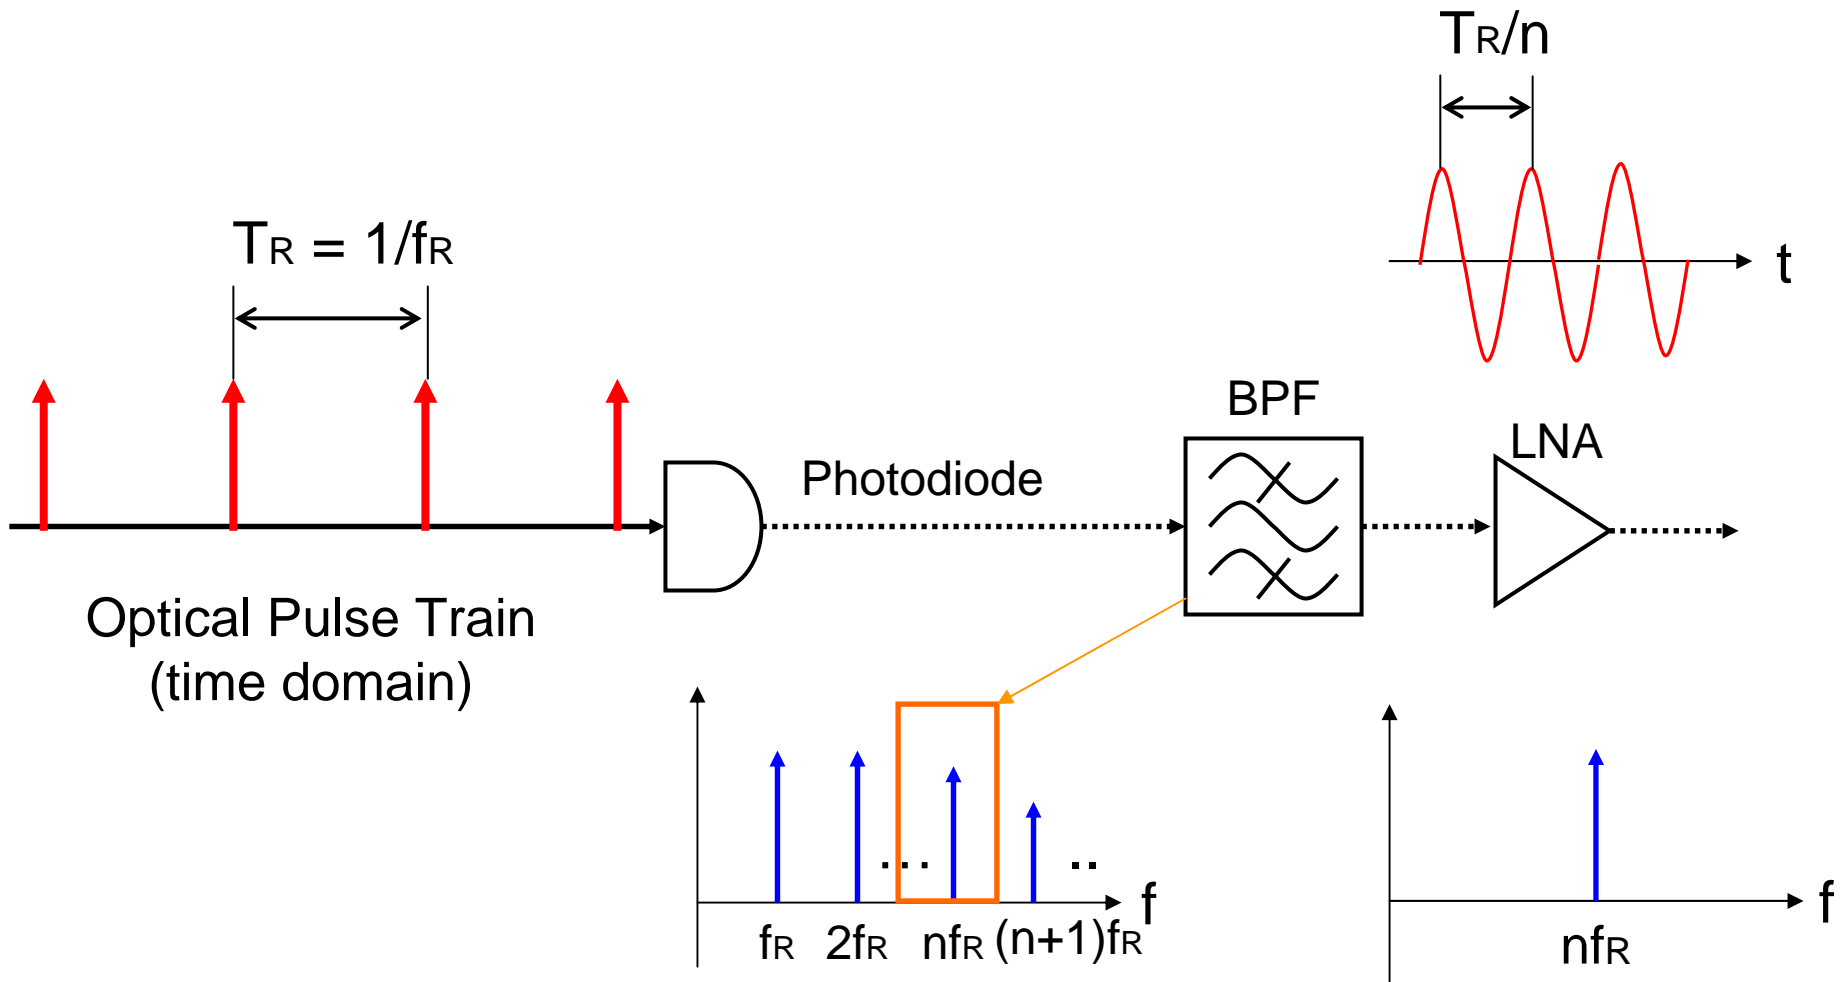 TR/n
TR = 1/fR
t
BPF
LNA
Photodiode
Optical Pulse Train
(time domain)
... ..
f
fR 2fR nfR (n+1)fR
f
nfR